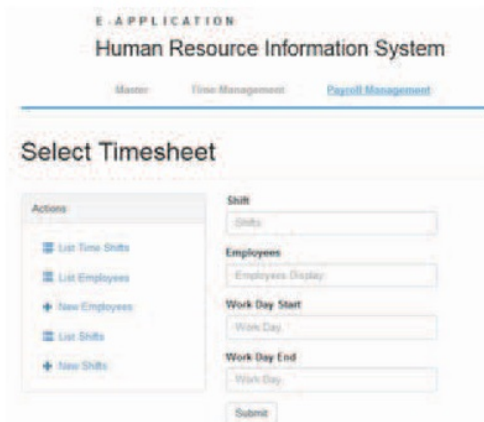 E-APPLICATION
Human Resource Information System
Master Time Management Payroll Management
Select Timesheet
Actions
List Time Shifts
List Employees
New Employees
List Shifts
New Shifts
Shift
Shifts
Employees
Employees Display
Work Day Start
Work Day
Work Day End
Work Day
Submit